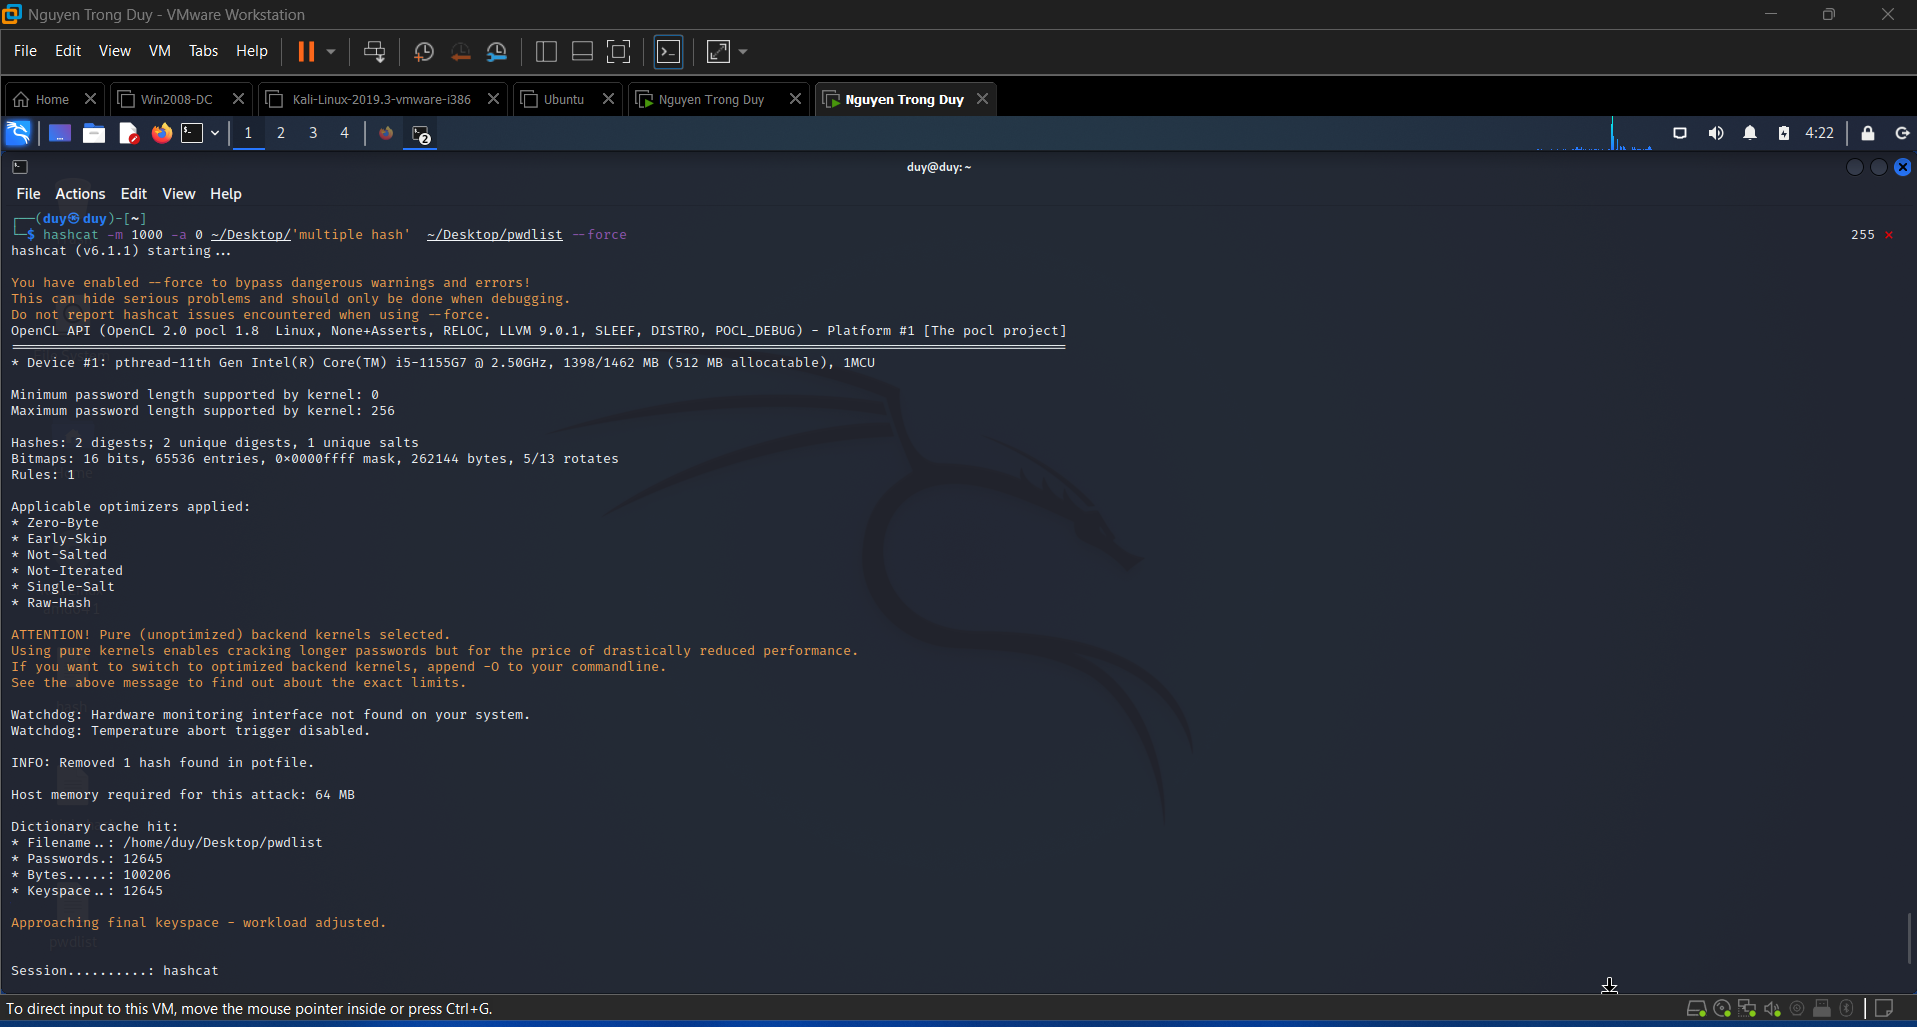 Nguyen Trong Duy - VMware Workstation
File Edit View VM Tabs Help
Home Win2008-DC Kali-Linux-2019.3-vmware-i386 Ubuntu Nguyen Trong Duy Nguyen Trong Duy
1 2 3 4 2 4:22
duy@duy: ~
File Actions Edit View Help
┌──(duy㉿duy)-[~]
└─$ hashcat -m 1000 -a 0 ~/Desktop/'multiple hash' ~/Desktop/pwdlist --force 255 ⨯
hashcat (v6.1.1) starting...
You have enabled --force to bypass dangerous warnings and errors!
This can hide serious problems and should only be done when debugging.
Do not report hashcat issues encountered when using --force.
OpenCL API (OpenCL 2.0 pocl 1.8 Linux, None+Asserts, RELOC, LLVM 9.0.1, SLEEF, DISTRO, POCL_DEBUG) - Platform #1 [The pocl project]
* Device #1: pthread-11th Gen Intel(R) Core(TM) i5-1155G7 @ 2.50GHz, 1398/1462 MB (512 MB allocatable), 1MCU
Minimum password length supported by kernel: 0
Maximum password length supported by kernel: 256
Hashes: 2 digests; 2 unique digests, 1 unique salts
Bitmaps: 16 bits, 65536 entries, 0×0000ffff mask, 262144 bytes, 5/13 rotates
Rules: 1
Applicable optimizers applied:
* Zero-Byte
* Early-Skip
* Not-Salted
* Not-Iterated
* Single-Salt
* Raw-Hash
ATTENTION! Pure (unoptimized) backend kernels selected.
Using pure kernels enables cracking longer passwords but for the price of drastically reduced performance.
If you want to switch to optimized backend kernels, append -O to your commandline.
See the above message to find out about the exact limits.
Watchdog: Hardware monitoring interface not found on your system.
Watchdog: Temperature abort trigger disabled.
INFO: Removed 1 hash found in potfile.
Host memory required for this attack: 64 MB
Dictionary cache hit:
* Filename..: /home/duy/Desktop/pwdlist
* Passwords.: 12645
* Bytes.....: 100206
* Keyspace..: 12645
Approaching final keyspace - workload adjusted.
pwdlist
Session..........: hashcat
To direct input to this VM, move the mouse pointer inside or press Ctrl+G.